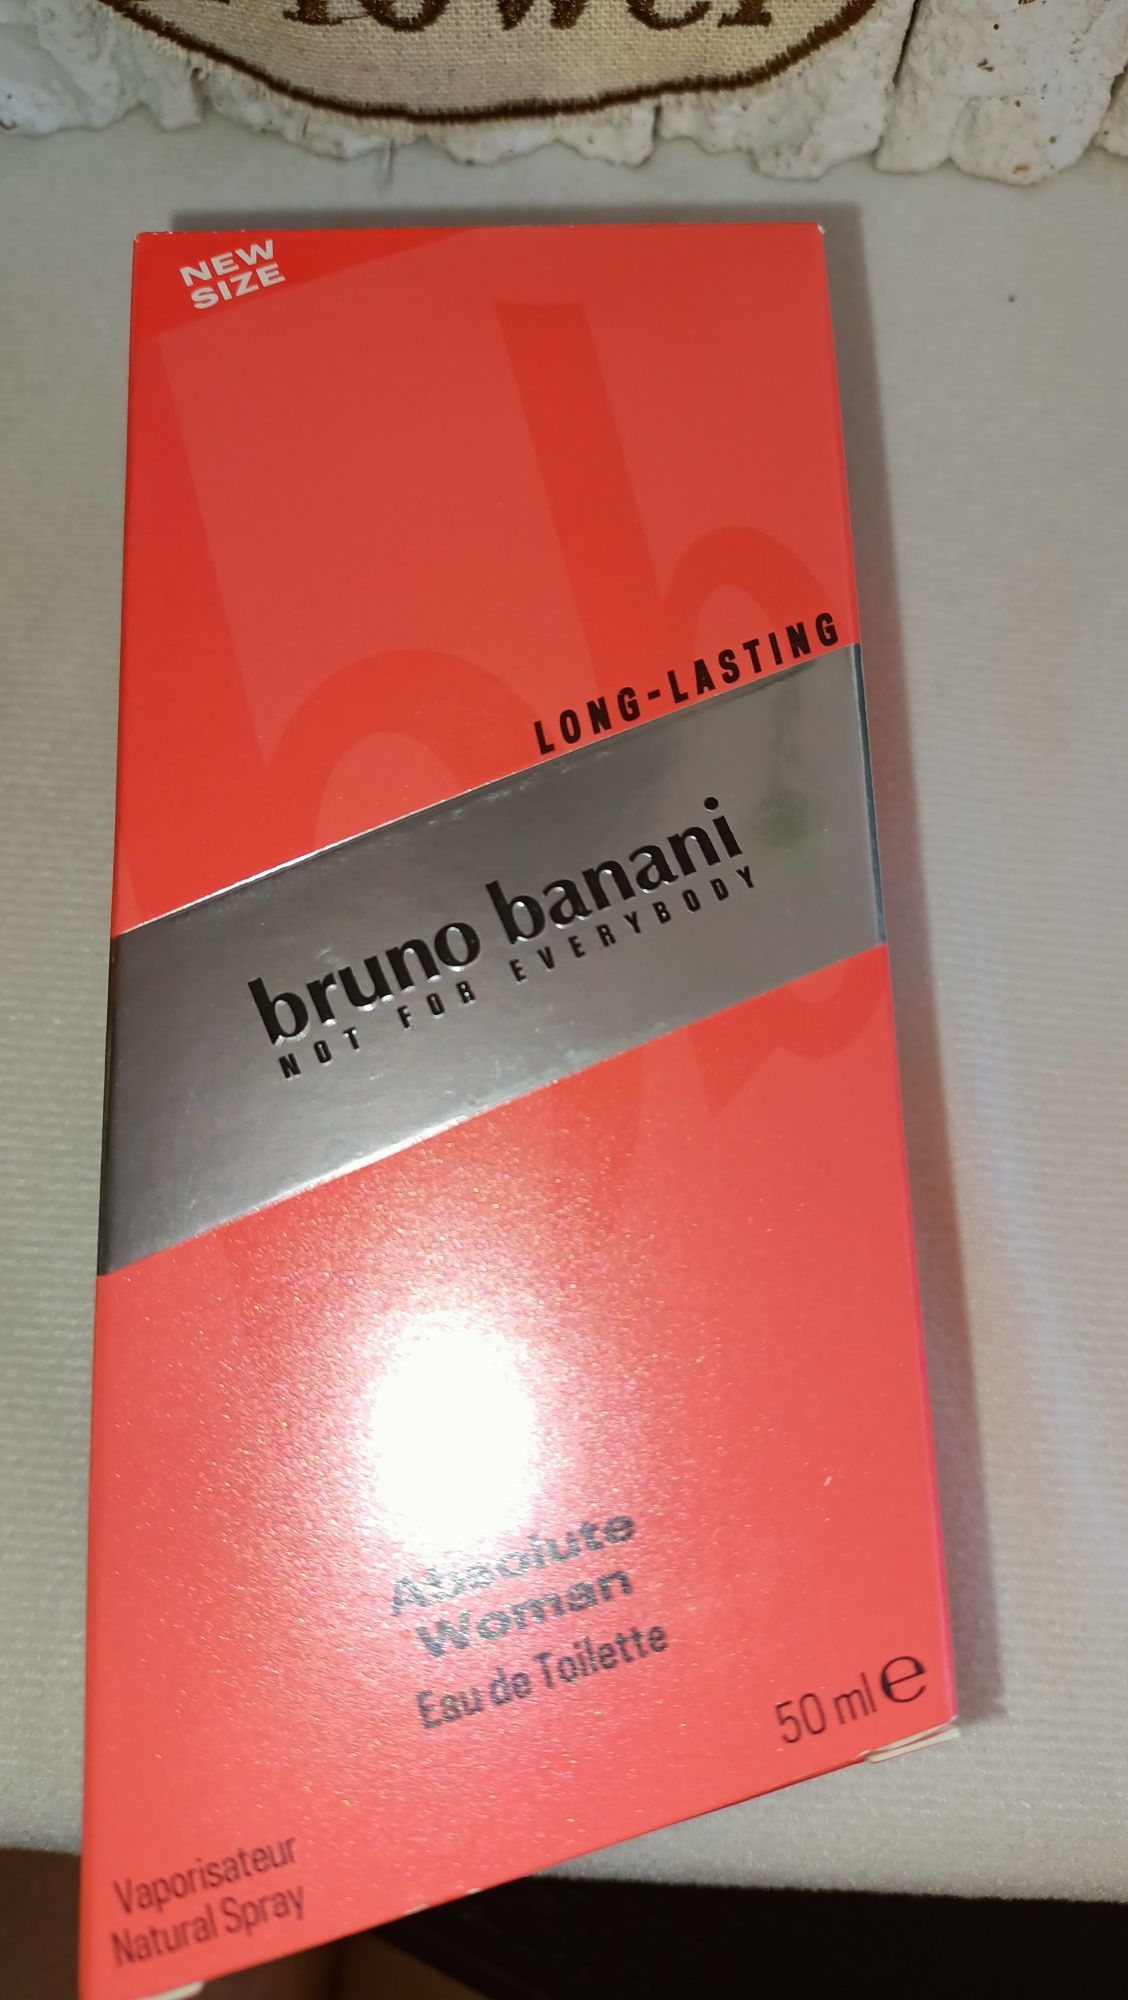 Flower
NEW
SIZE
LONG-LASTING
bruno banani
NOT FOR EVERYBODY
Absolute
Woman
Eau de Toilette
50 ml e
Vaporisateur
Natural Spray